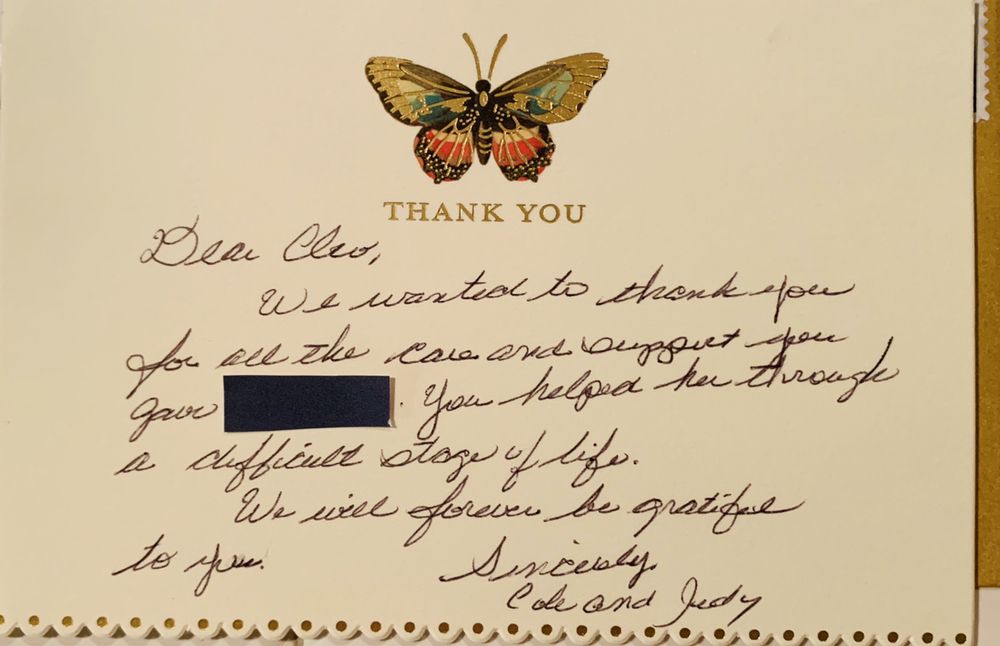 THANK YOU
Dear Cleo,
We wanted to thank you
for all the care and support you
gave . You helped her through
a difficult stage of life.
We will forever be grateful
to you.
Sincerely,
Cole and Judy